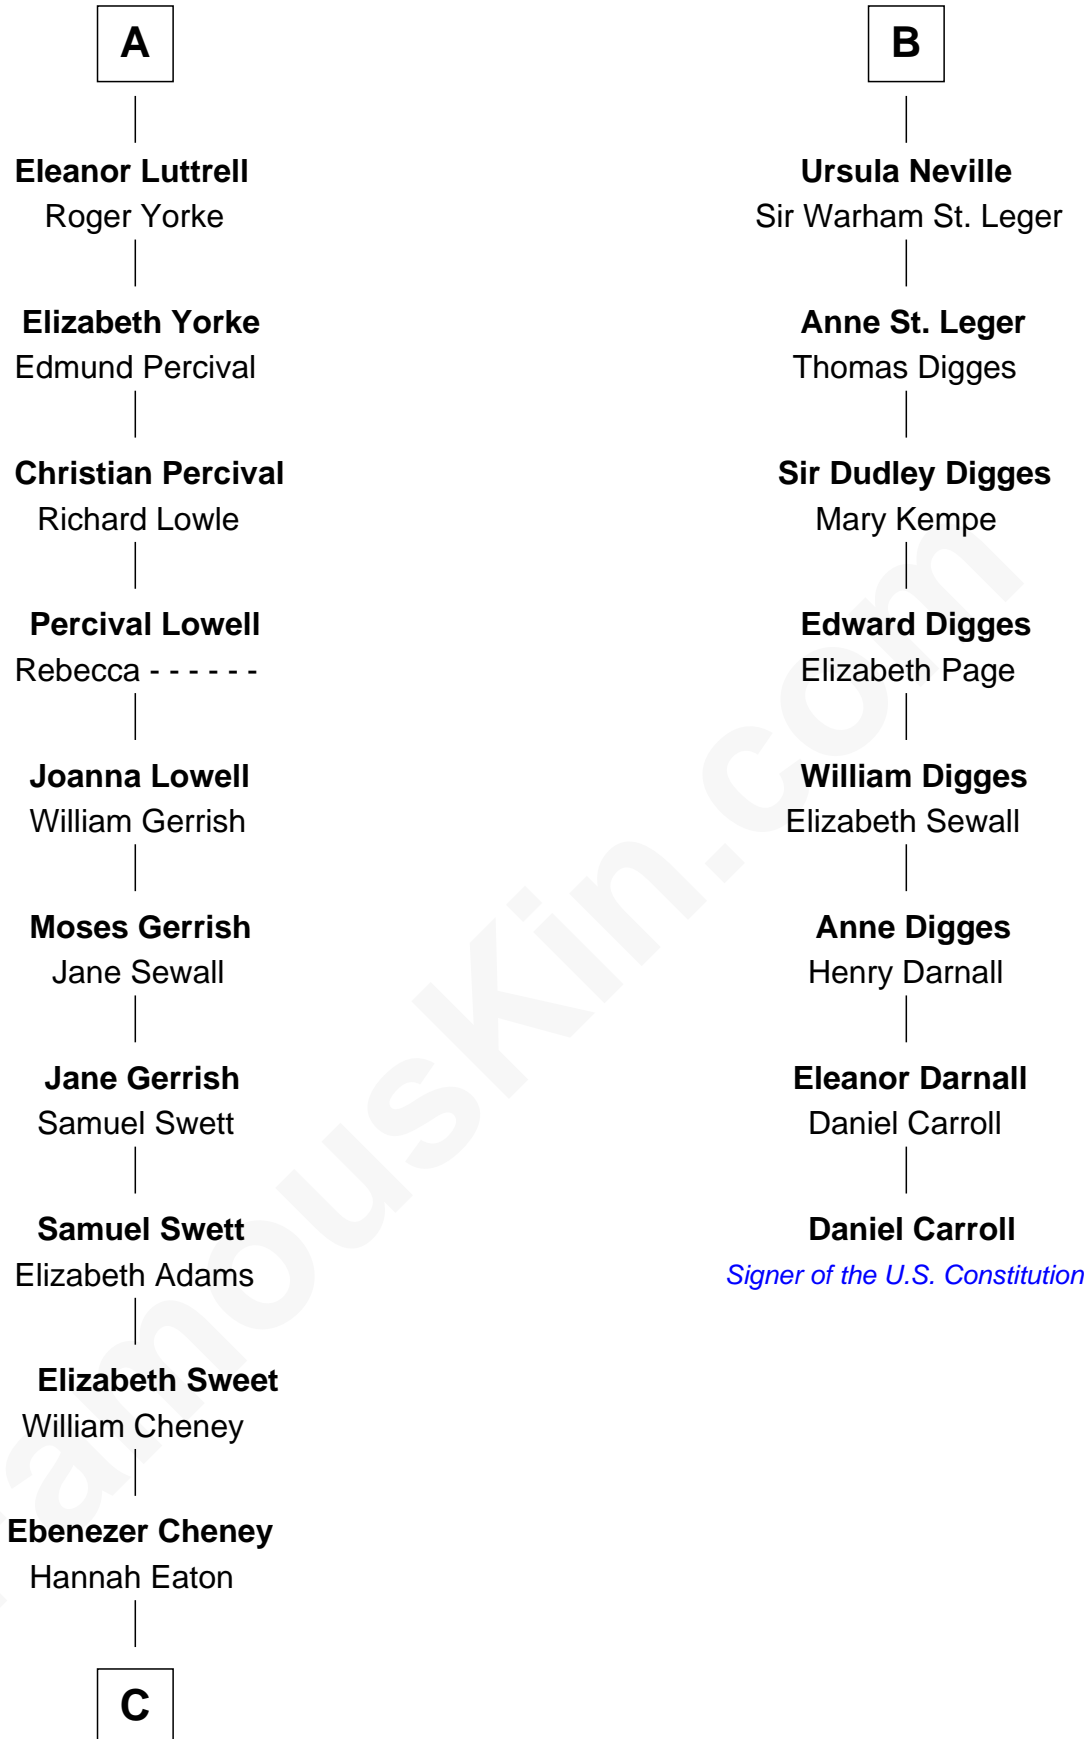 A
Eleanor Luttrell
Roger Yorke
Elizabeth Yorke
Edmund Percival
Christian Percival
Richard Lowle
Percival Lowell
Rebecca - - - - - -
Joanna Lowell
William Gerrish
Moses Gerrish
Jane Sewall
Jane Gerrish
Samuel Swett
Samuel Swett
Elizabeth Adams
Elizabeth Sweet
William Cheney
Ebenezer Cheney
Hannah Eaton
C
B
Ursula Neville
Sir Warham St. Leger
Anne St. Leger
Thomas Digges
Sir Dudley Digges
Mary Kempe
Edward Digges
Elizabeth Page
William Digges
Elizabeth Sewall
Anne Digges
Henry Darnall
Eleanor Darnall
Daniel Carroll
Daniel Carroll
Signer of the U.S. Constitution
FamousKin.com